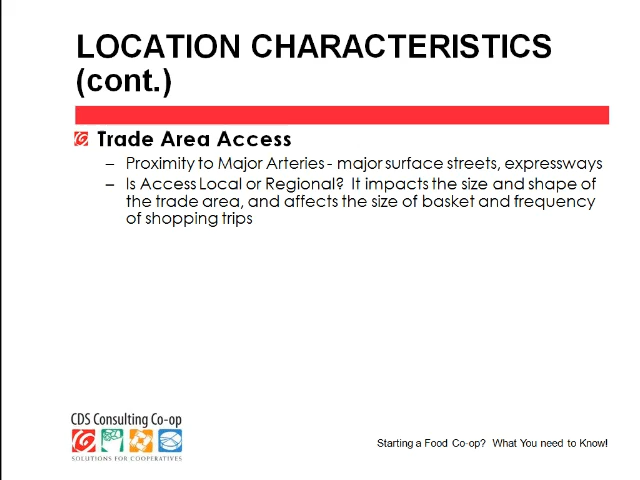 LOCATION CHARACTERISTICS
(cont.)
Trade Area Access
– Proximity to Major Arteries - major surface streets, expressways
– Is Access Local or Regional? It impacts the size and shape of
the trade area, and affects the size of basket and frequency
of shopping trips
CDS Consulting Co-op
SOLUTIONS FOR COOPERATIVES
Starting a Food Co-op? What You need to Know!